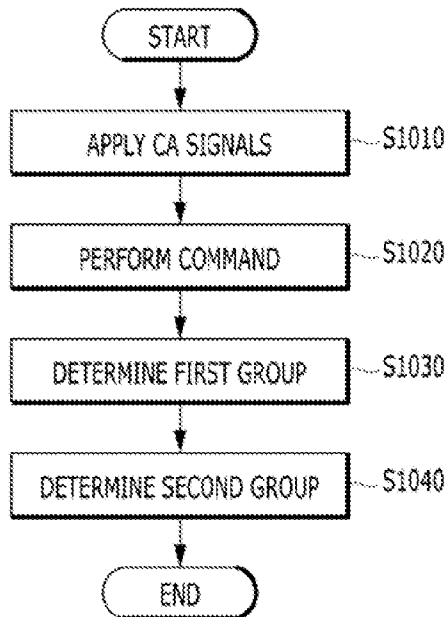 START
APPLY CA SIGNALS
S1010
PERFORM COMMAND
S1020
DETERMINE FIRST GROUP
S1030
DETERMINE SECOND GROUP
S1040
END